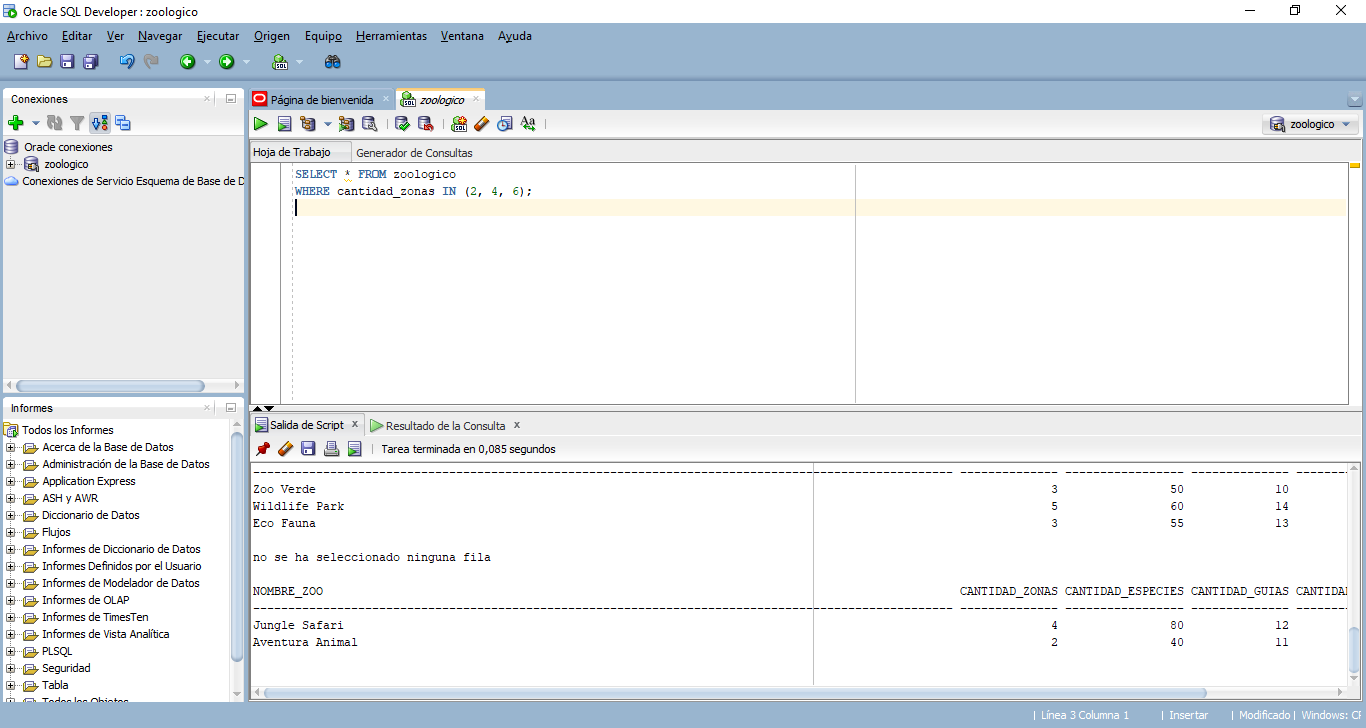 Oracle SQL Developer : zoologico
Archivo Editar Ver Navegar Ejecutar Origen Equipo Herramientas Ventana Ayuda
Conexiones
Oracle conexiones
zoologico
Conexiones de Servicio Esquema de Base de D
Informes
Todos los Informes
Acerca de la Base de Datos
Administración de la Base de Datos
Application Express
ASH y AWR
Diccionario de Datos
Flujos
Informes de Diccionario de Datos
Informes Definidos por el Usuario
Informes de Modelador de Datos
Informes de OLAP
Informes de TimesTen
Informes de Vista Analítica
PLSQL
Seguridad
Tabla
Todos los Objetos
Página de bienvenida zoologico
zoologico
Hoja de Trabajo Generador de Consultas
SELECT * FROM zoologico
WHERE cantidad_zonas IN (2, 4, 6);
Salida de Script Resultado de la Consulta
Tarea terminada en 0,085 segundos
Zoo Verde 3 50 10
Wildlife Park 5 60 14
Eco Fauna 3 55 13
no se ha seleccionado ninguna fila
NOMBRE_ZOO CANTIDAD_ZONAS CANTIDAD_ESPECIES CANTIDAD_GUIAS CANTIDA
Jungle Safari 4 80 12
Aventura Animal 2 40 11
Línea 3 Columna 1 | Insertar | Modificado | Windows: CF